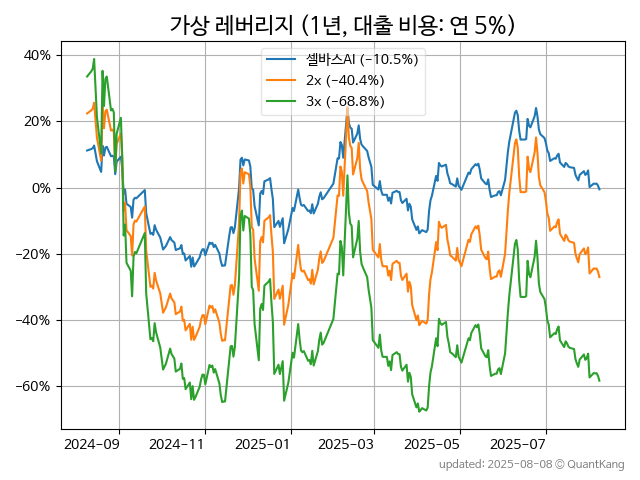 가상 레버리지 (1년, 대출 비용: 연 5%)
셀바스AI (-10.5%)
2x (-40.4%)
3x (-68.8%)
40%
20%
0%
−20%
−40%
−60%
2024-09 2024-11 2025-01 2025-03 2025-05 2025-07
updated: 2025-08-08 © QuantKang